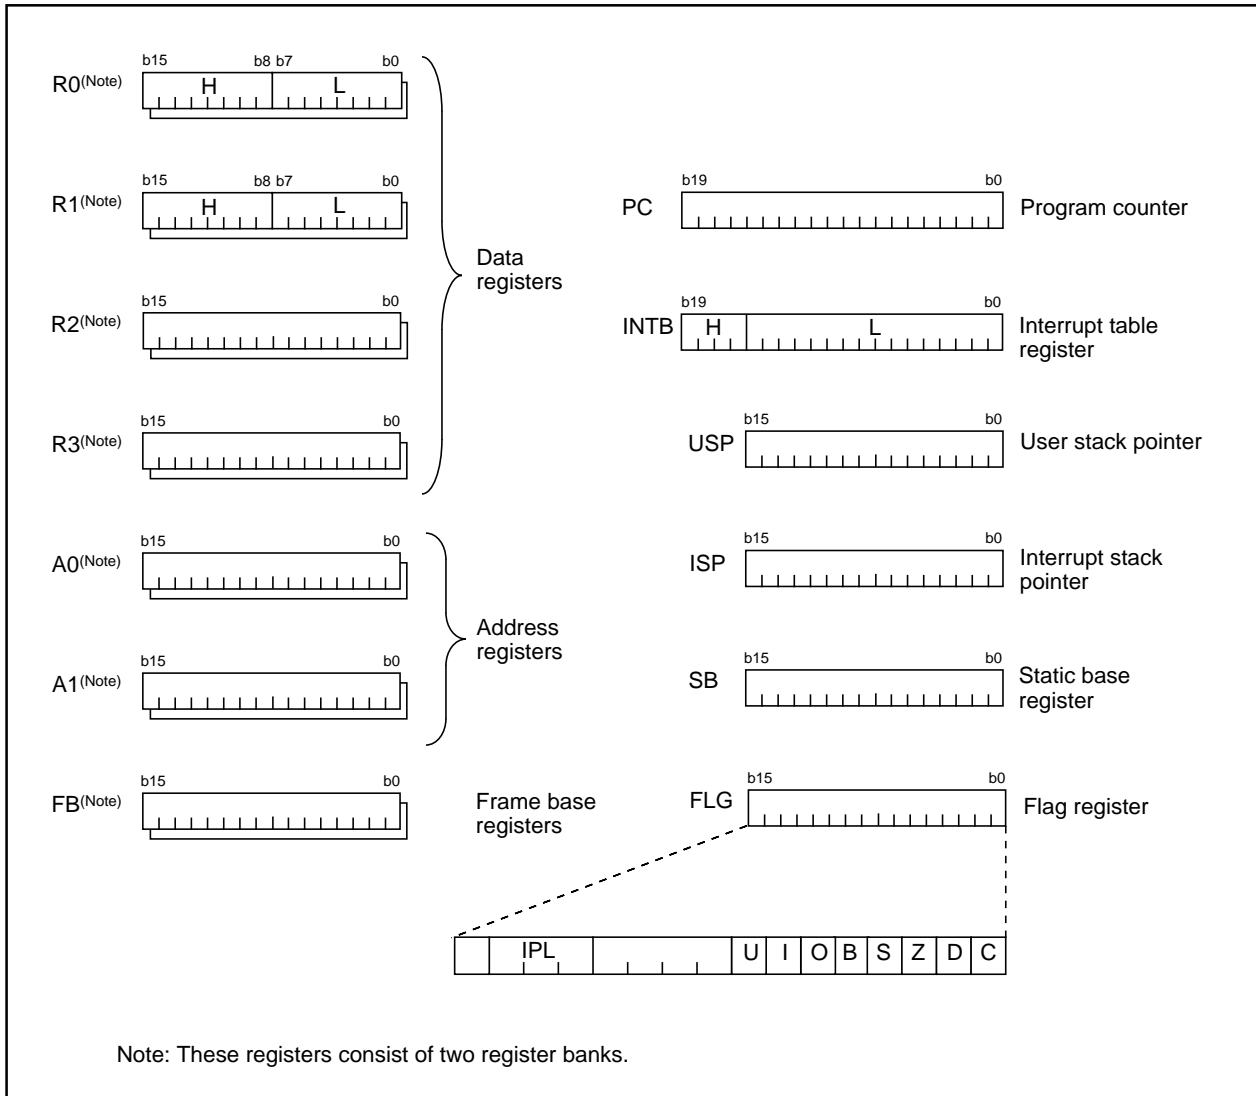 b15 b8 b7 b0
R0(Note) H L
b15 b8 b7 b0
R1(Note) H L
b15 b0
R2(Note)
b15 b0
R3(Note)
Data
registers
b15 b0
A0(Note)
b15 b0
A1(Note)
Address
registers
b15 b0
FB(Note)
Frame base
registers
b19 b0
PC Program counter
b19 b0
INTB H L Interrupt table
register
b15 b0
USP User stack pointer
b15 b0
ISP Interrupt stack
pointer
b15 b0
SB Static base
register
b15 b0
FLG Flag register
IPL U I O B S Z D C
Note: These registers consist of two register banks.